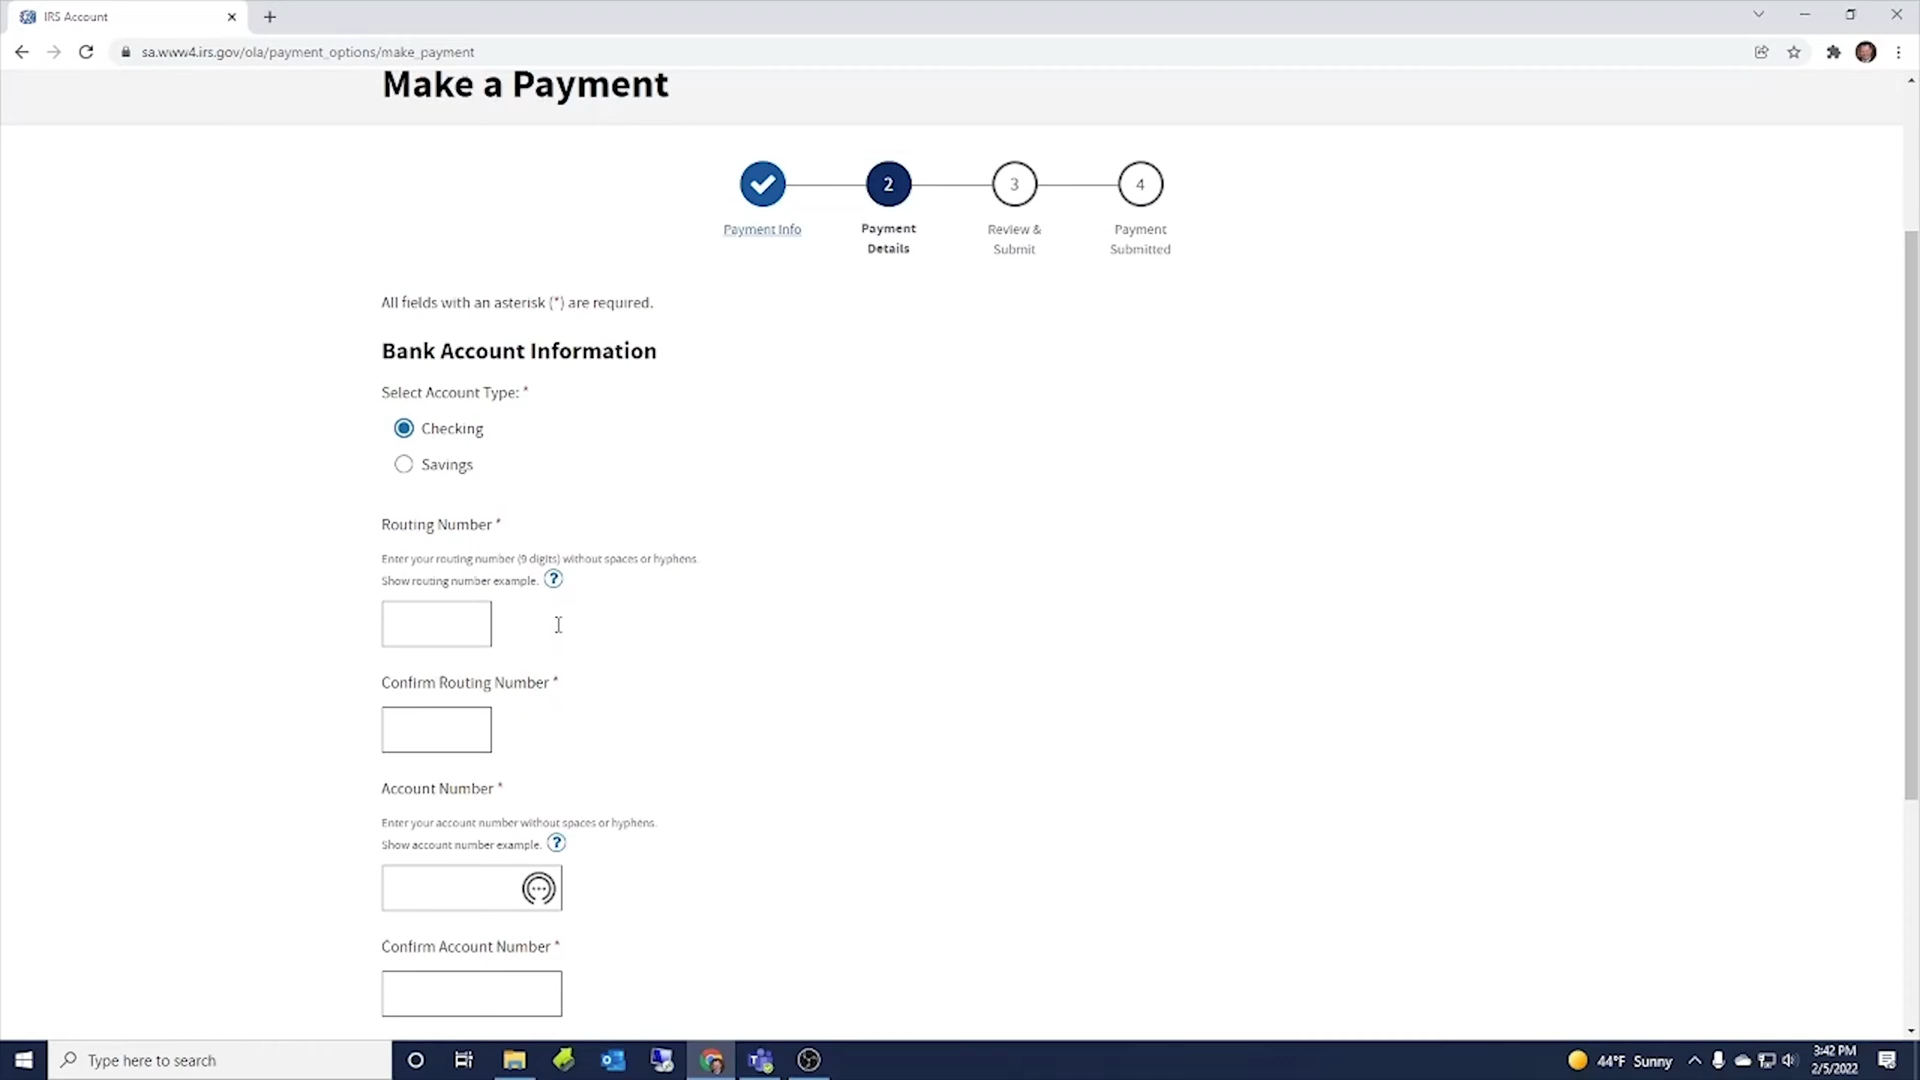 IRS Account
sa.www4.irs.gov/ola/payment_options/make_payment
Make a Payment
2
3
4
Payment Info
Payment
Details
Review &
Submit
Payment
Submitted
All fields with an asterisk (*) are required.
Bank Account Information
Select Account Type: *
Checking
Savings
Routing Number *
Enter your routing number (9 digits) without spaces or hyphens.
Show routing number example. ?
Confirm Routing Number *
Account Number *
Enter your account number without spaces or hyphens.
Show account number example. ?
Confirm Account Number *
Type here to search
44°F Sunny
3:42 PM
2/5/2022